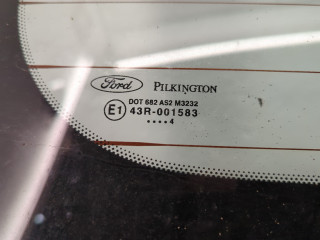 Ford PILKINGTON
DOT 682 AS2 M3232
E1 43R-001583
•••• 4